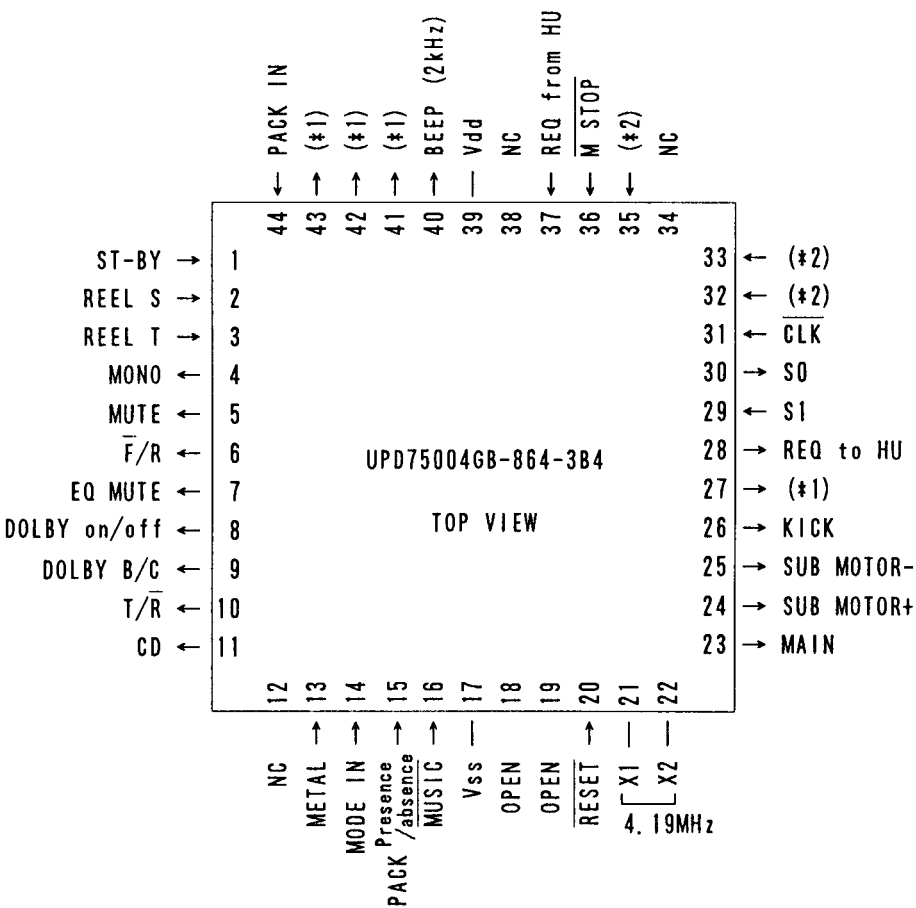 PACK IN
(*1)
(*1)
(*1)
BEEP (2kHz)
Vdd
NC
REQ from HU
M STOP
(*2)
NC
44 43 42 41 40 39 38 37 36 35 34
ST-BY → 1
REEL S → 2
REEL T → 3
MONO ← 4
MUTE ← 5
F/R ← 6
EQ MUTE ← 7
DOLBY on/off ← 8
DOLBY B/C ← 9
T/R ← 10
CD ← 11
UPD75004GB-864-3B4
TOP VIEW
33 ← (*2)
32 ← (*2)
31 ← CLK
30 → SO
29 ← SI
28 → REQ to HU
27 → (*1)
26 → KICK
25 → SUB MOTOR-
24 → SUB MOTOR+
23 → MAIN
12 13 14 15 16 17 18 19 20 21 22
NC
METAL
MODE IN
PACK Presence
/absence
MUSIC
Vss
OPEN
OPEN
RESET
X1
X2
4.19MHz